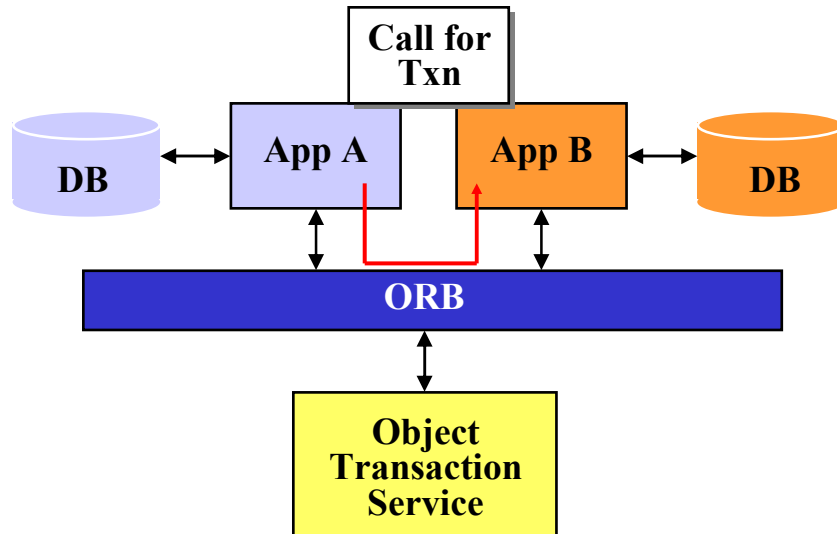 Call for
Txn
App A
App B
DB
DB
ORB
Object
Transaction
Service